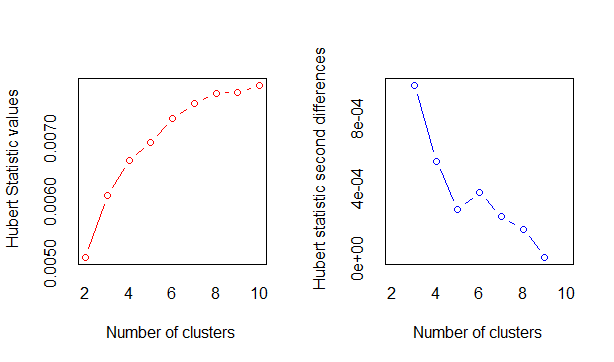 Hubert Statistic values
0.0050 0.0060 0.0070
2 4 6 8 10
Number of clusters
Hubert statistic second differences
0e+00 4e-04 8e-04
2 4 6 8 10
Number of clusters